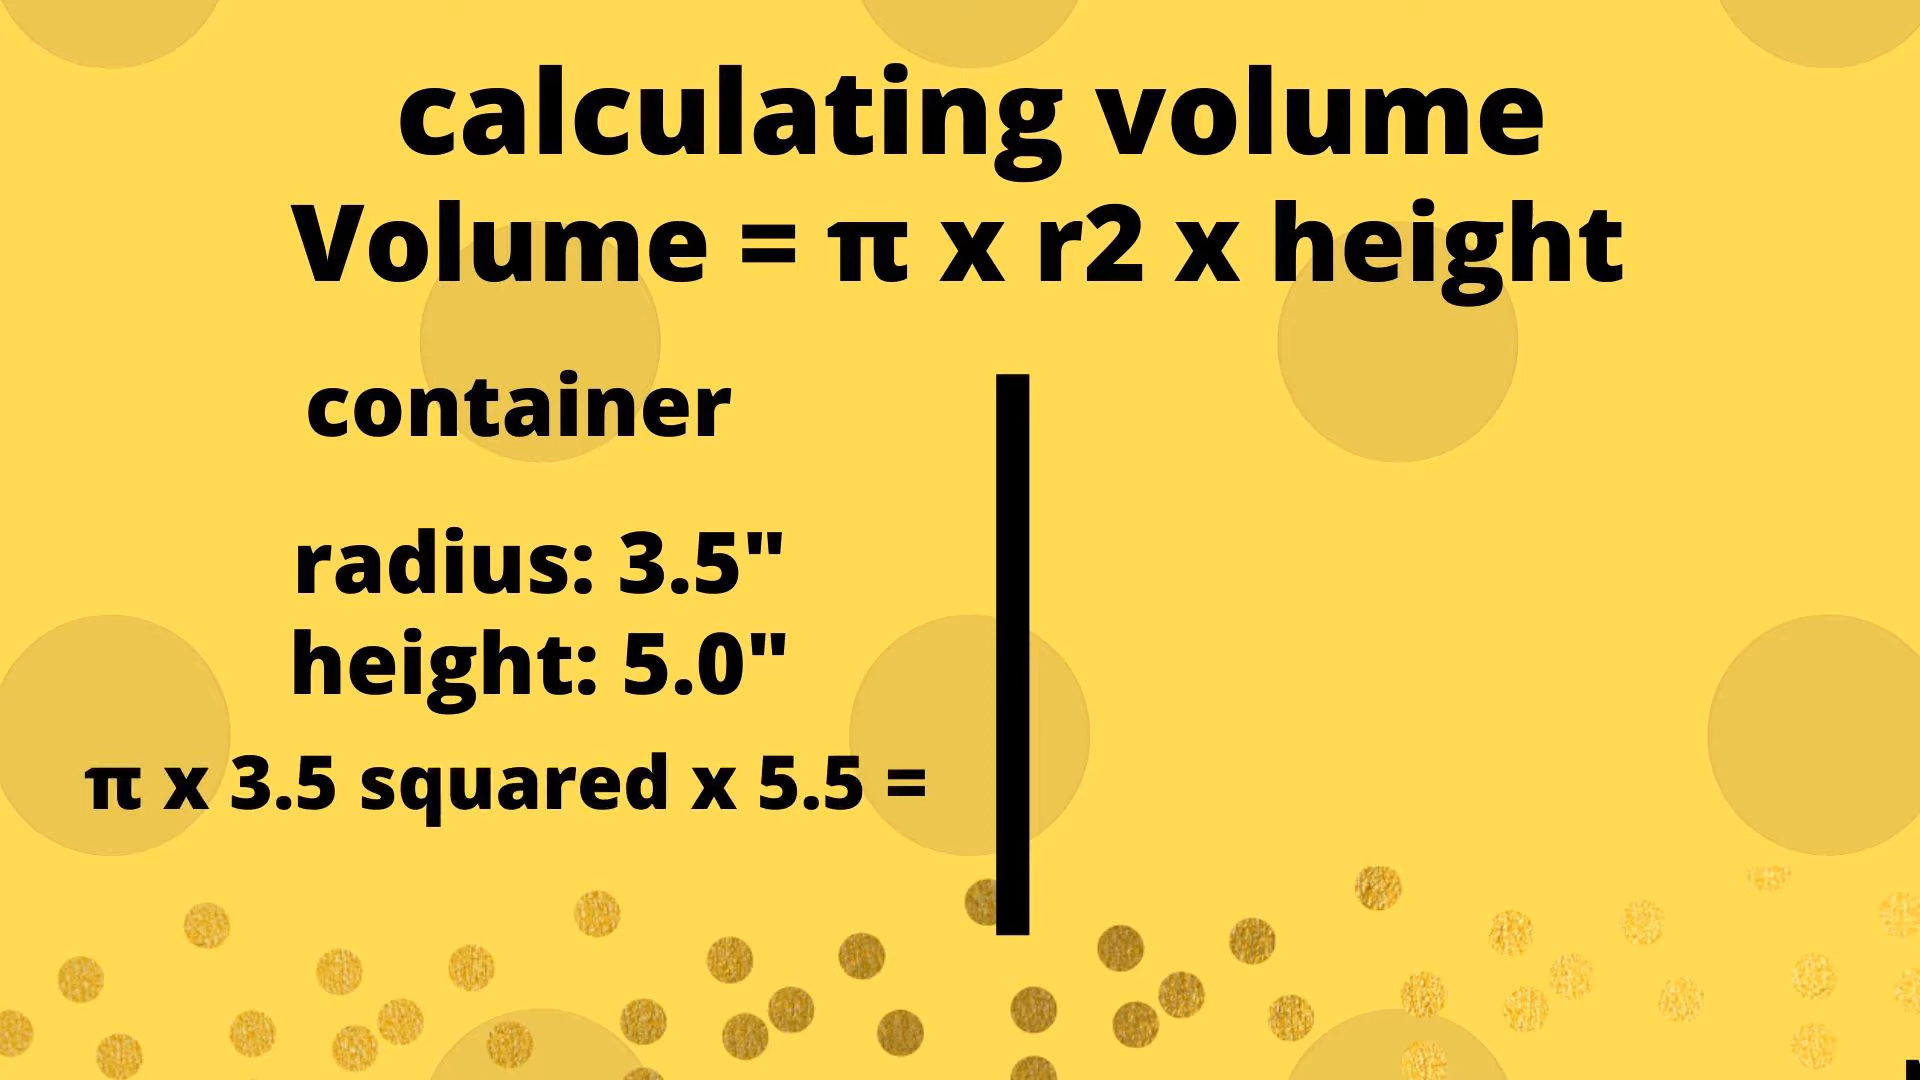 calculating volume
Volume = π x r2 x height
container
radius: 3.5"
height: 5.0"
π x 3.5 squared x 5.5 =